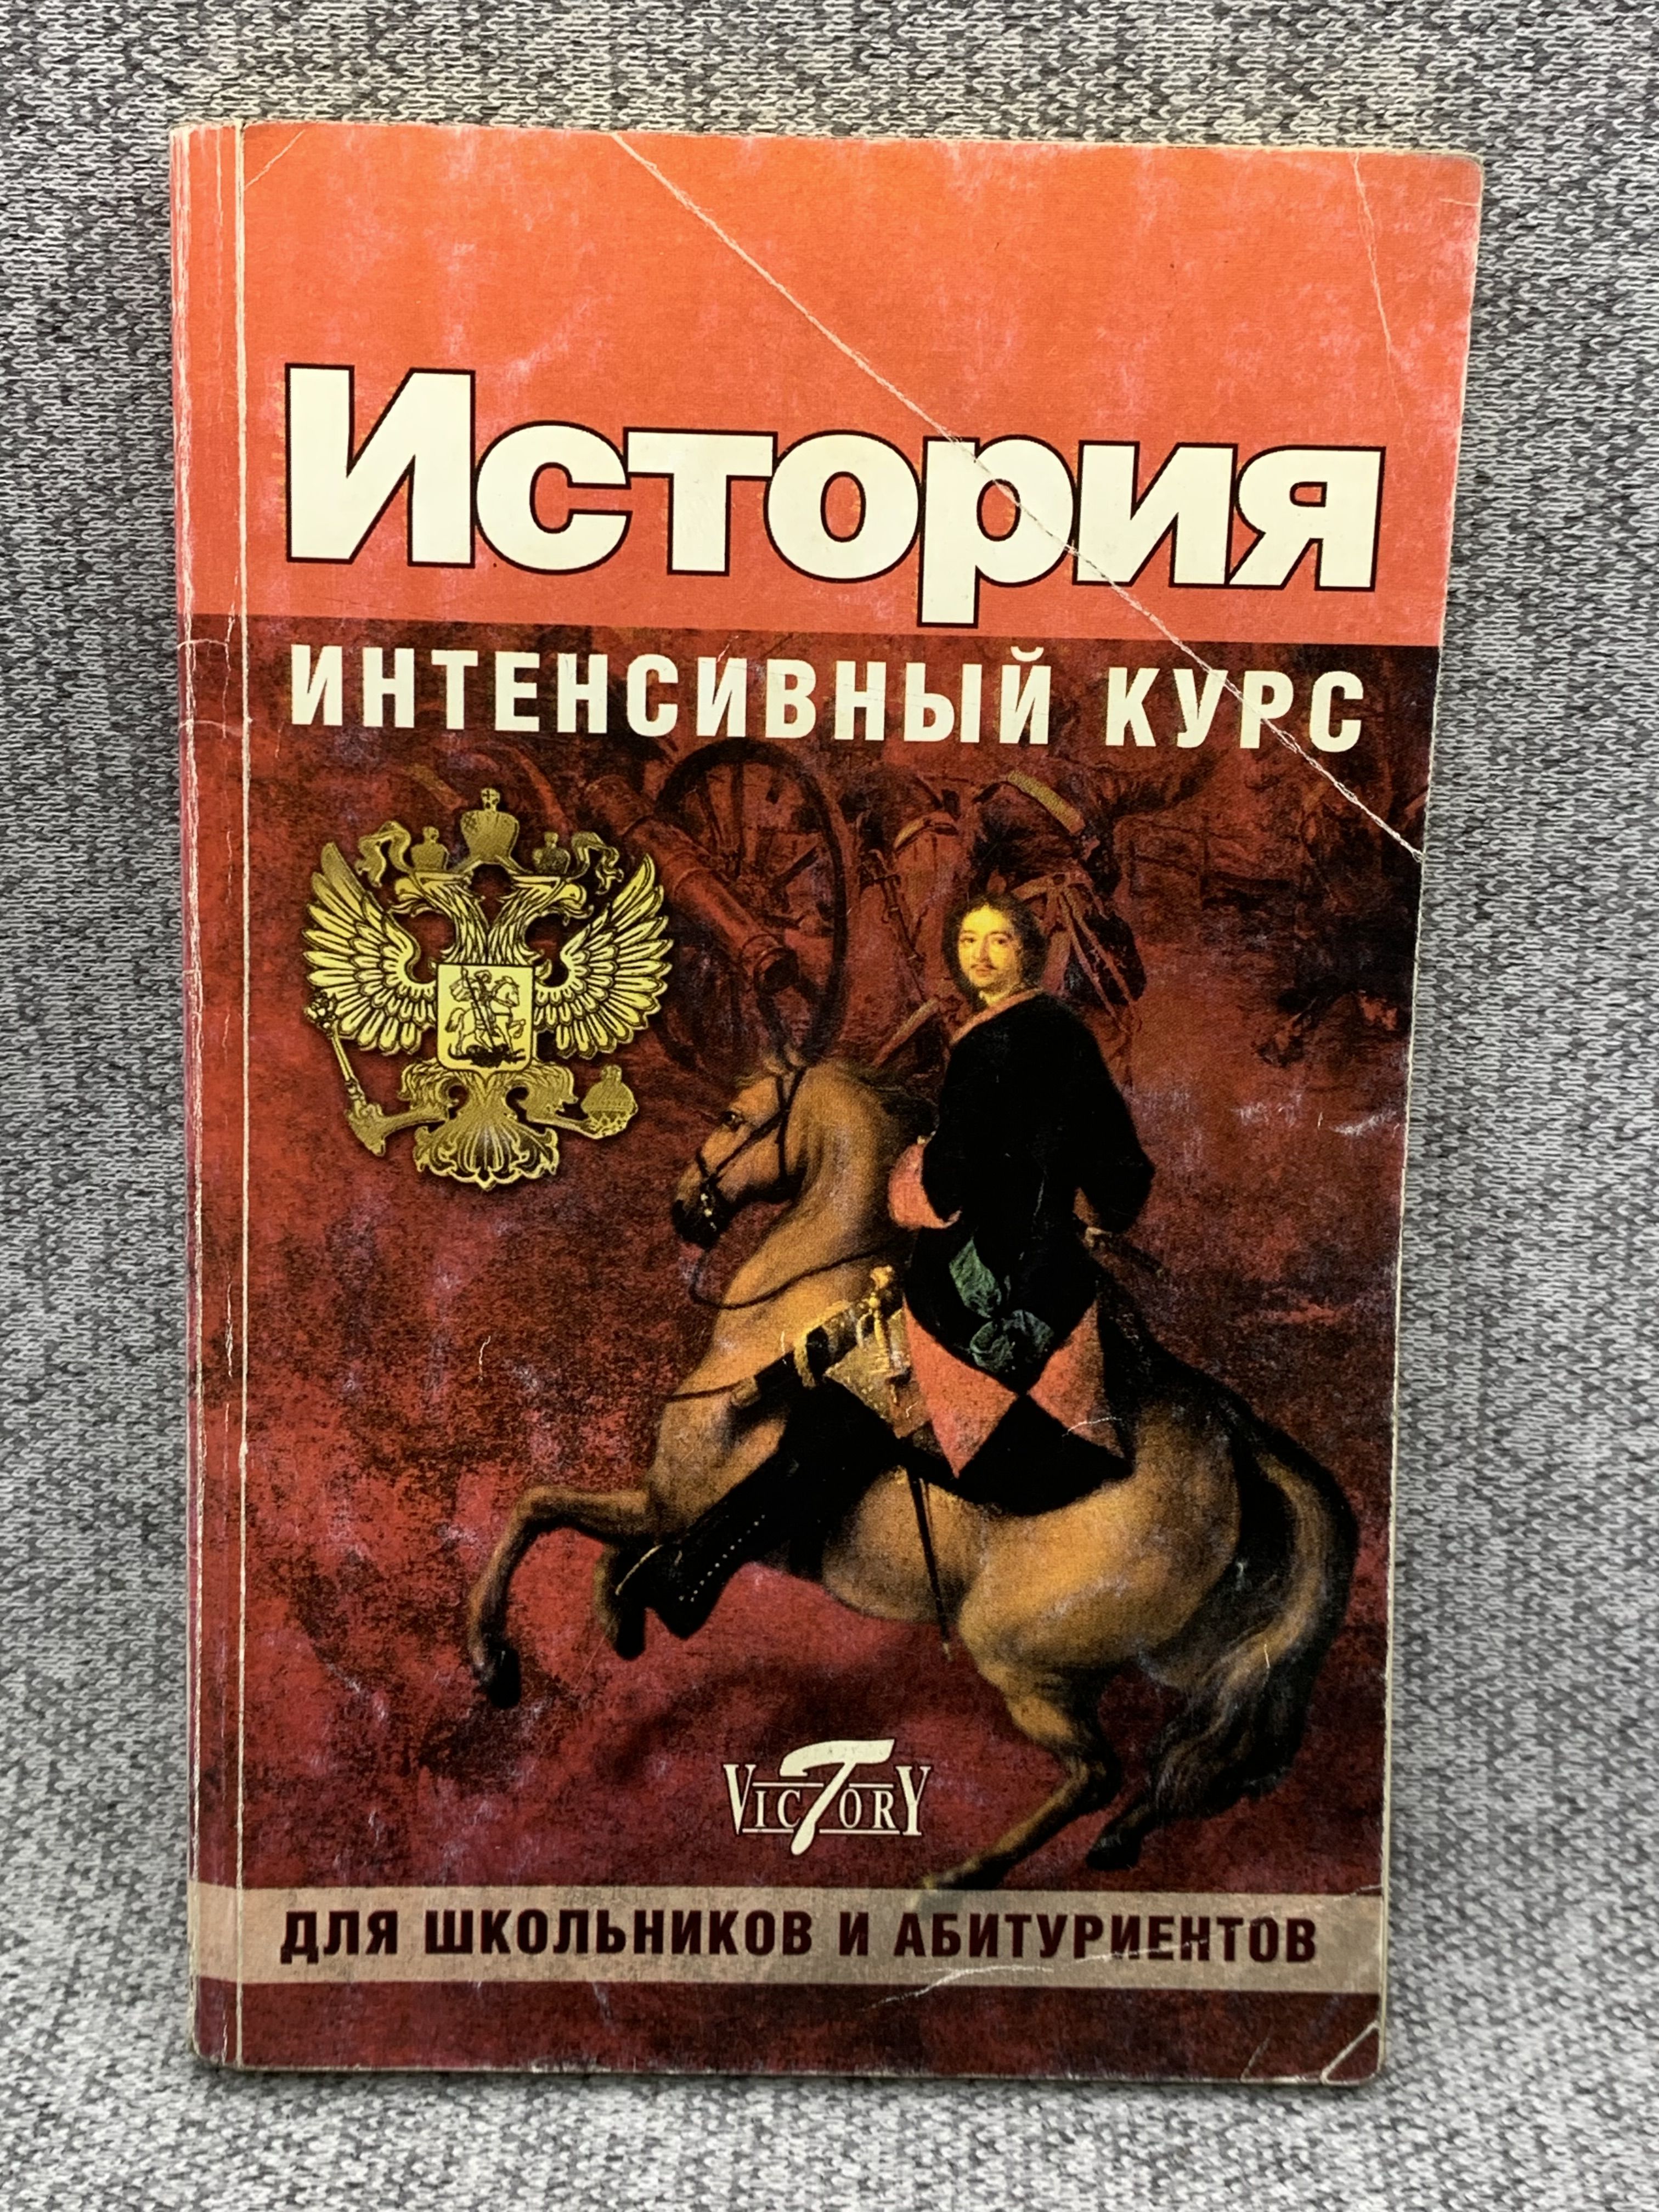 История
ИНТЕНСИВНЫЙ КУРС
VICTORY
ДЛЯ ШКОЛЬНИКОВ И АБИТУРИЕНТОВ